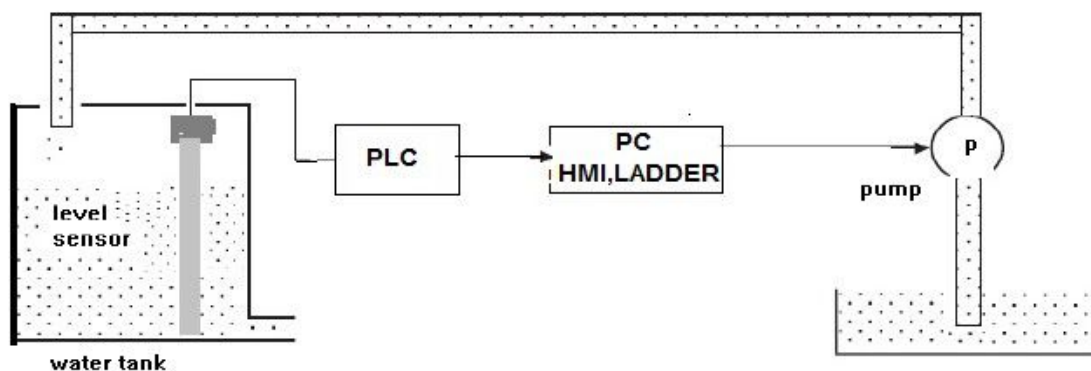 PLC
PC
HMI,LADDER
P
pump
level
sensor
water tank